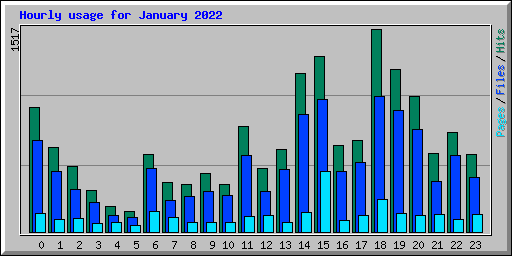 Hourly usage for January 2022
1517
Pages/Files/Hits
0 1 2 3 4 5 6 7 8 9 10 11 12 13 14 15 16 17 18 19 20 21 22 23